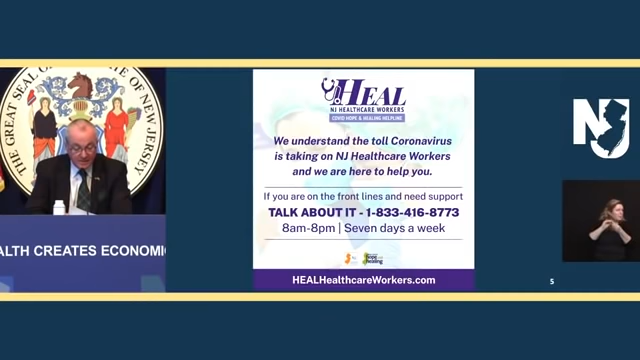 THE GREAT SEAL OF THE STATE OF NEW JERSEY
ALTH CREATES ECONOMI
HEAL
NJ HEALTHCARE WORKERS
COVID HOPE & HEALING HELPLINE
We understand the toll Coronavirus
is taking on NJ Healthcare Workers
and we are here to help you.
If you are on the front lines and need support
TALK ABOUT IT - 1-833-416-8773
8am-8pm | Seven days a week
hope and
healing
HEALHealthcareWorkers.com
NJ
5